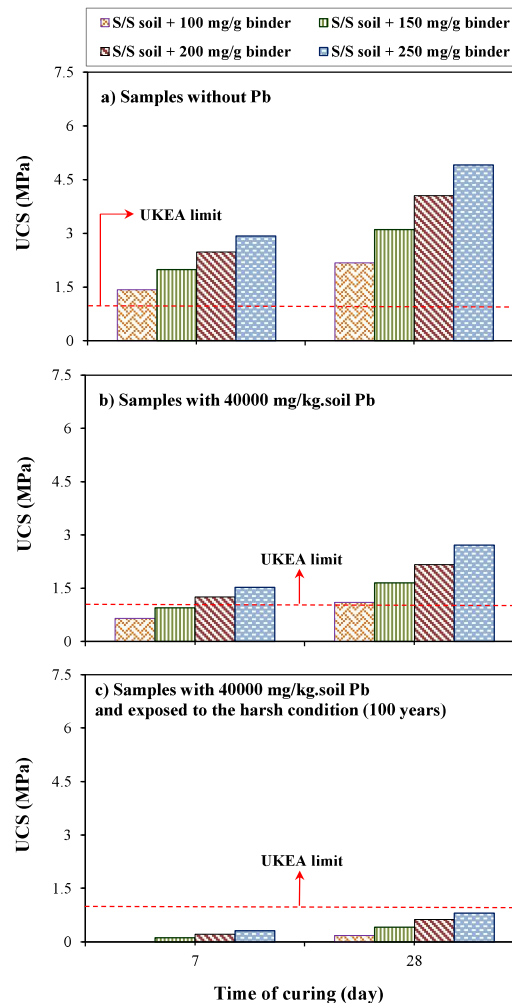 S/S soil + 100 mg/g binder
S/S soil + 150 mg/g binder
S/S soil + 200 mg/g binder
S/S soil + 250 mg/g binder
7.5
6
4.5
3
1.5
0
UCS (MPa)
a) Samples without Pb
UKEA limit
7.5
6
4.5
3
1.5
0
UCS (MPa)
b) Samples with 40000 mg/kg.soil Pb
UKEA limit
7.5
6
4.5
3
1.5
0
UCS (MPa)
c) Samples with 40000 mg/kg.soil Pb
and exposed to the harsh condition (100 years)
UKEA limit
7
28
Time of curing (day)